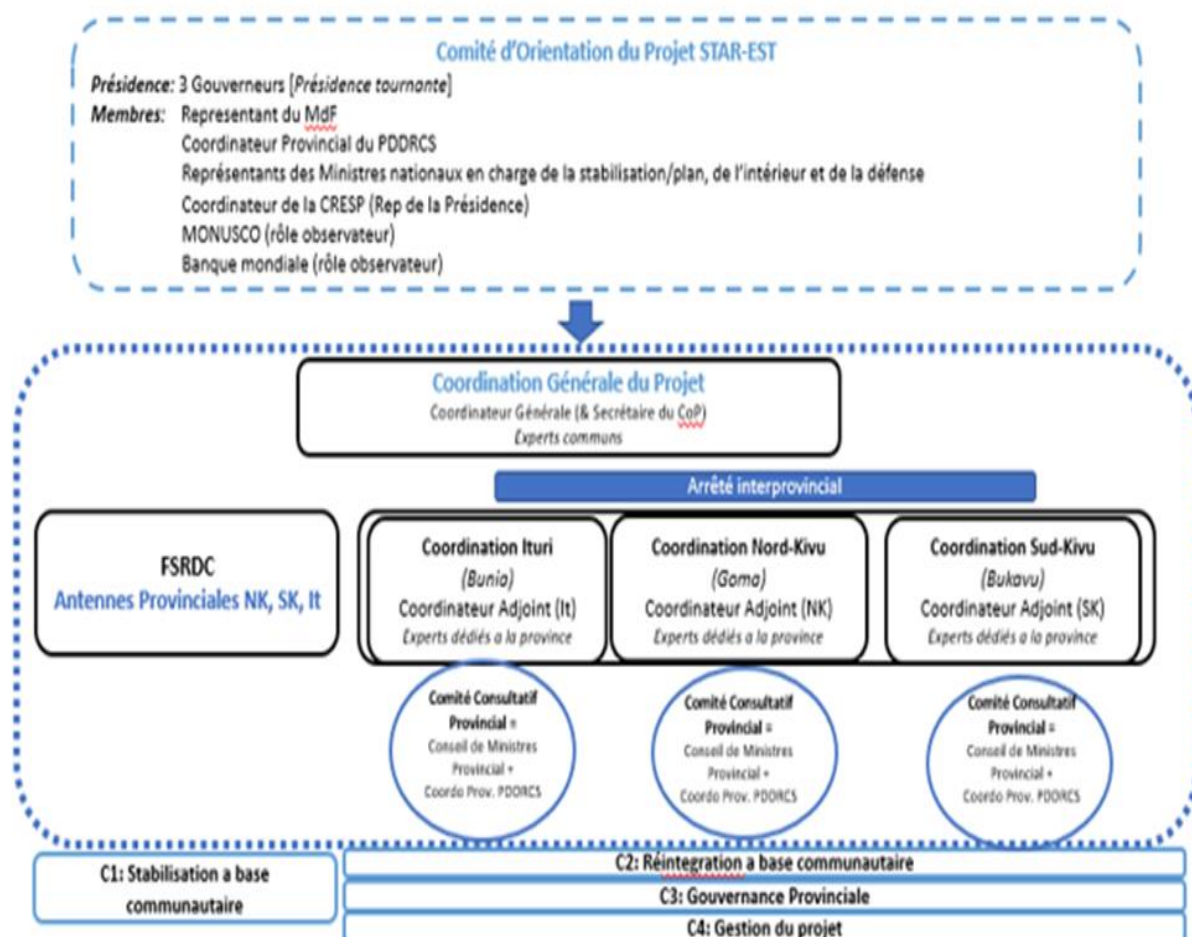 Comité d'Orientation du Projet STAR-EST
Présidence: 3 Gouverneurs [Présidence tournante]
Membres: Representant du MdF
Coordinateur Provincial du PDDRCS
Représentants des Ministres nationaux en charge de la stabilisation/plan, de l'intérieur et de la défense
Coordinateur de la CRESP (Rep de la Présidence)
MONUSCO (rôle observateur)
Banque mondiale (rôle observateur)
Coordination Générale du Projet
Coordinateur Générale (& Secrétaire du CoP)
Experts communs
Arrêté interprovincial
FSRDC
Antennes Provinciales NK, SK, It
Coordination Ituri
(Bunia)
Coordinateur Adjoint (It)
Experts dédiés a la province
Coordination Nord-Kivu
(Goma)
Coordinateur Adjoint (NK)
Experts dédiés a la province
Coordination Sud-Kivu
(Bukavu)
Coordinateur Adjoint (SK)
Experts dédiés a la province
Comité Consultatif
Provincial =
Conseil de Ministres
Provincial +
Coordo Prov. PDDRCS
Comité Consultatif
Provincial =
Conseil de Ministres
Provincial +
Coordo Prov. PDDRCS
Comité Consultatif
Provincial =
Conseil de Ministres
Provincial +
Coordo Prov. PDDRCS
C1: Stabilisation a base
communautaire
C2: Réintegration a base communautaire
C3: Gouvernance Provinciale
C4: Gestion du projet